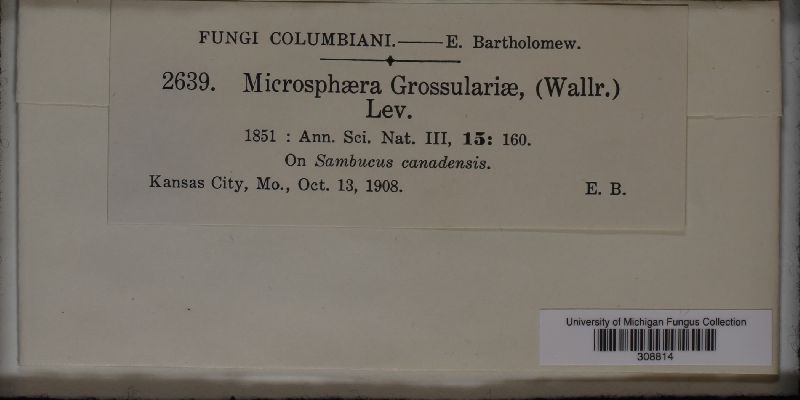 FUNGI COLUMBIANI.—E. Bartholomew.
2639. Microsphæra Grossulariæ, (Wallr.)
Lev.
1851 : Ann. Sci. Nat. III, 15: 160.
On Sambucus canadensis.
Kansas City, Mo., Oct. 13, 1908. E. B.
University of Michigan Fungus Collection
308814